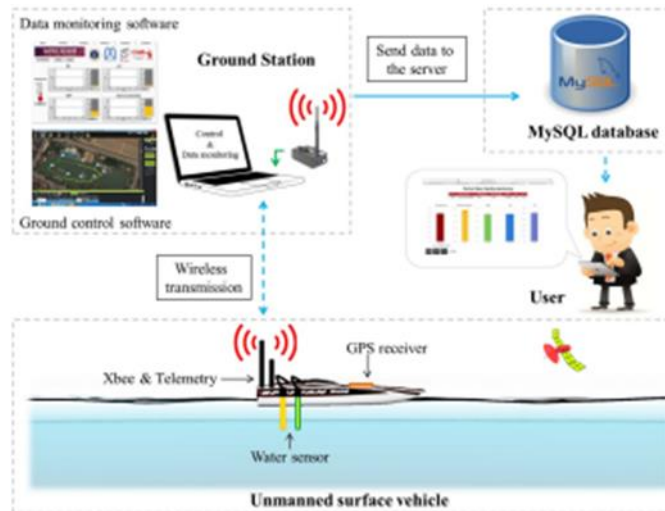 Data monitoring software
Ground Station
Control
&
Data monitoring
Ground control software
Send data to
the server
MySQL
MySQL database
User
Wireless
transmission
GPS receiver
Xbee & Telemetry
Water sensor
Unmanned surface vehicle